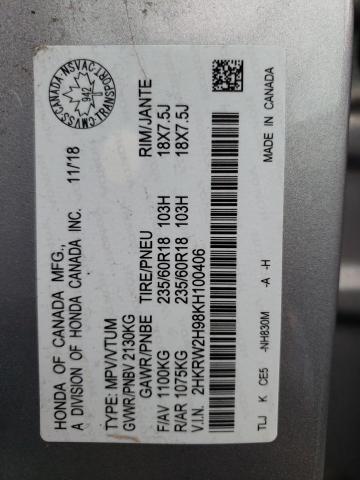 HONDA OF CANADA MFG.,
A DIVISION OF HONDA CANADA INC. 11/18
CMVSS CANADA-NSVAC TRANSPORT
942
TYPE: MPV/VTUM
GVWR/PNBV 2130KG
GAWR/PNBE TIRE/PNEU RIM/JANTE
F/AV 1100KG 235/60R18 103H 18X7.5J
R/AR 1075KG 235/60R18 103H 18X7.5J
V.I.N. 2HKRW2H98KH100406
TLJ K CE5 -NH830M -A -H MADE IN CANADA